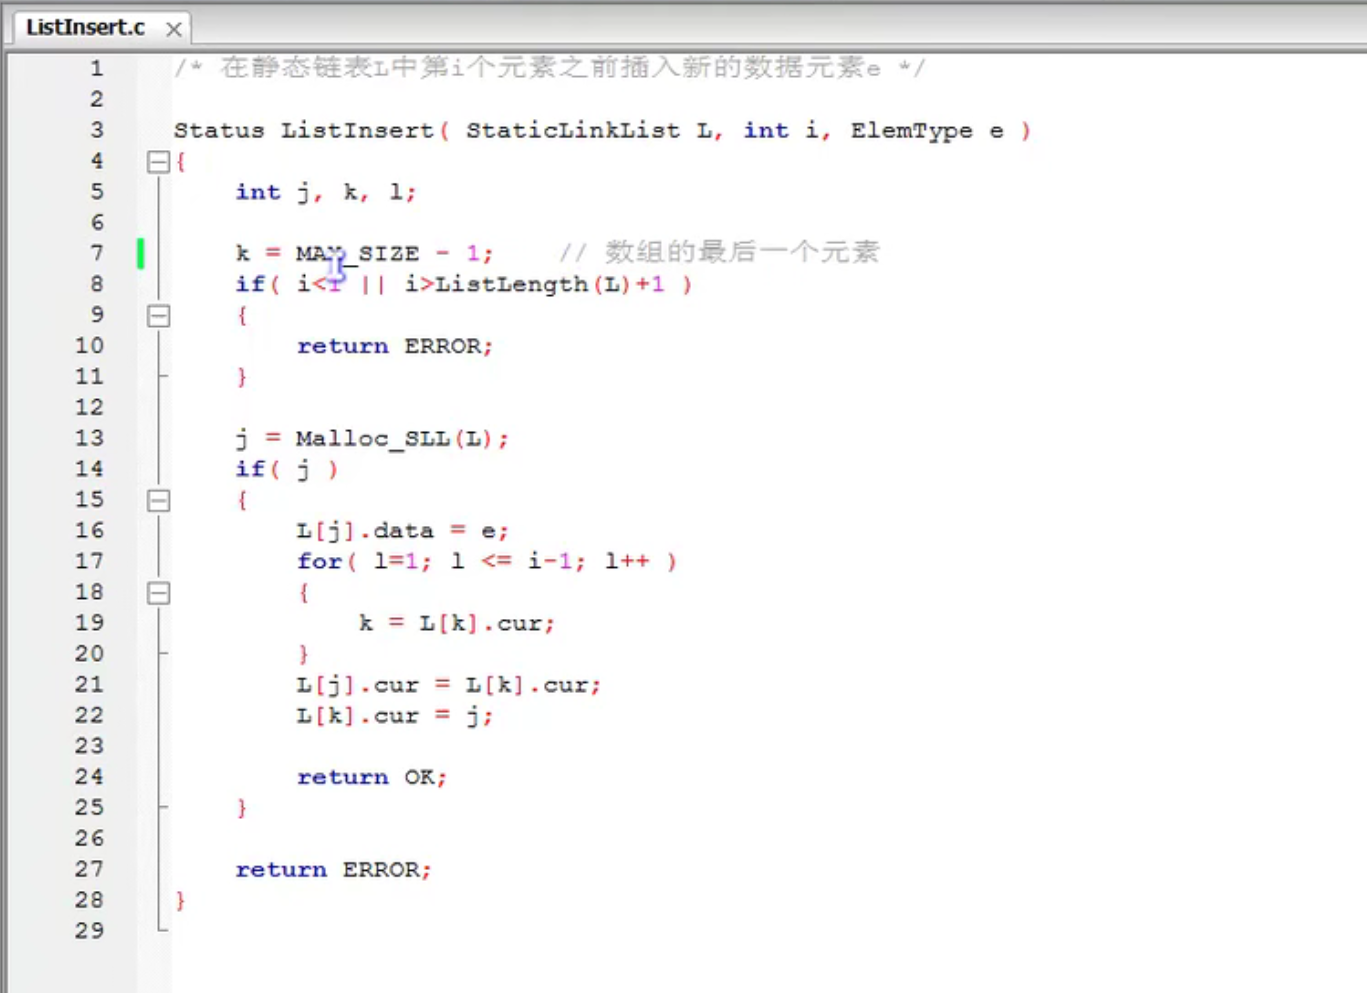 ListInsert.c
1 /* 在静态链表L中第i个元素之前插入新的数据元素e */
2
3 Status ListInsert( StaticLinkList L, int i, ElemType e )
4 {
5 int j, k, l;
6
7 k = MAX_SIZE - 1; // 数组的最后一个元素
8 if( i<1 || i>ListLength(L)+1 )
9 {
10 return ERROR;
11 }
12
13 j = Malloc_SLL(L);
14 if( j )
15 {
16 L[j].data = e;
17 for( l=1; l <= i-1; l++ )
18 {
19 k = L[k].cur;
20 }
21 L[j].cur = L[k].cur;
22 L[k].cur = j;
23
24 return OK;
25 }
26
27 return ERROR;
28 }
29